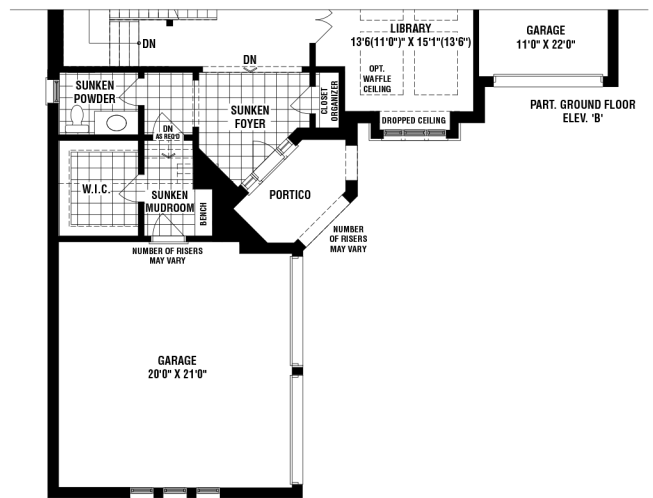 DN
LIBRARY
13'6(11'0")" X 15'1"(13'6")
GARAGE
11'0" X 22'0"
DN
OPT.
WAFFLE
CEILING
SUNKEN
POWDER
SUNKEN
FOYER
CLOSET
ORGANIZER
PART. GROUND FLOOR
ELEV. 'B'
DROPPED CEILING
DN
AS REQ'D
W.I.C.
SUNKEN
MUDROOM
BENCH
PORTICO
NUMBER
OF RISERS
MAY VARY
NUMBER OF RISERS
MAY VARY
GARAGE
20'0" X 21'0"